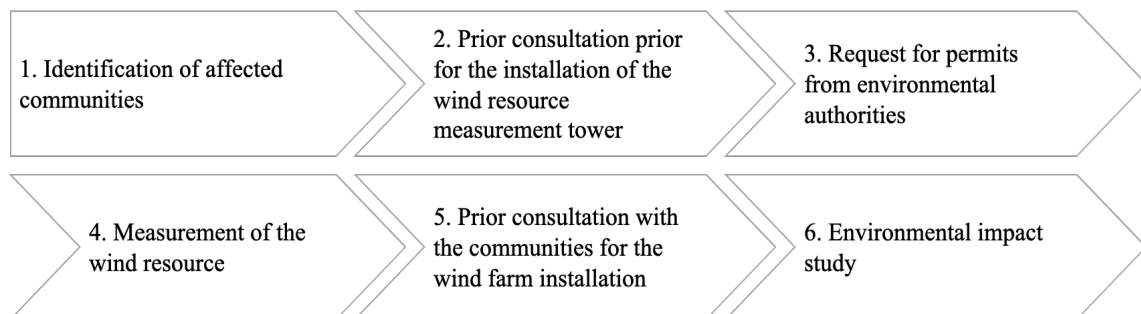 1. Identification of affected
communities
2. Prior consultation prior
for the installation of the
wind resource
measurement tower
3. Request for permits
from environmental
authorities
4. Measurement of the
wind resource
5. Prior consultation with
the communities for the
wind farm installation
6. Environmental impact
study